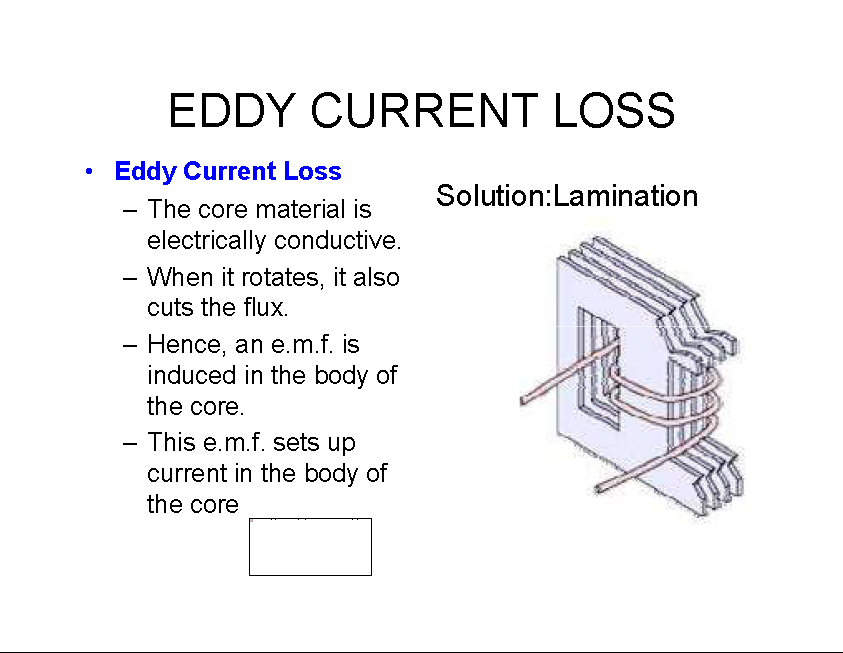 EDDY CURRENT LOSS
• Eddy Current Loss
– The core material is
electrically conductive.
– When it rotates, it also
cuts the flux.
– Hence, an e.m.f. is
induced in the body of
the core.
– This e.m.f. sets up
current in the body of
the core
Solution:Lamination